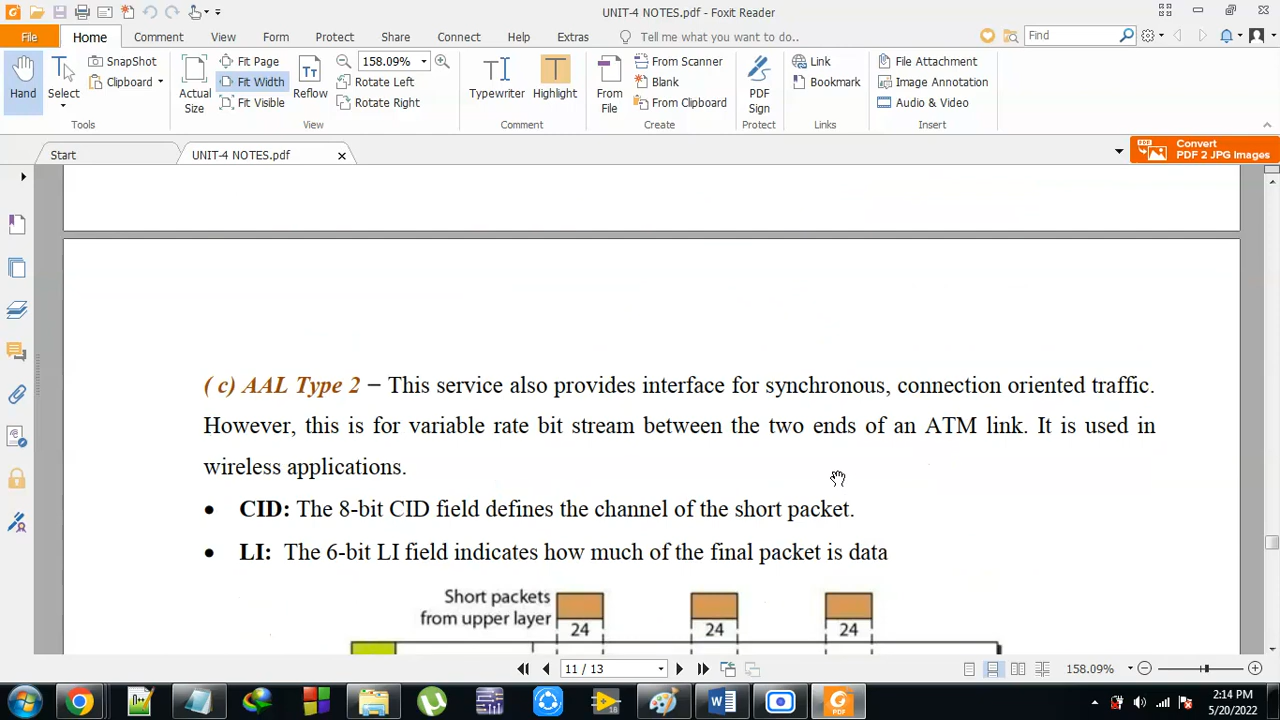 UNIT-4 NOTES.pdf - Foxit Reader
File Home Comment View Form Protect Share Connect Help Extras Tell me what you want to do... Find
Hand
Select
SnapShot
Clipboard
Tools
Actual Size
Fit Page
Fit Width
Fit Visible
Reflow
158.09%
Rotate Left
Rotate Right
View
Typewriter
Highlight
Comment
From File
From Scanner
Blank
From Clipboard
Create
PDF Sign
Protect
Link
Bookmark
Links
File Attachment
Image Annotation
Audio & Video
Insert
Start UNIT-4 NOTES.pdf
Convert
PDF 2 JPG Images
( c) AAL Type 2 – This service also provides interface for synchronous, connection oriented traffic.
However, this is for variable rate bit stream between the two ends of an ATM link. It is used in
wireless applications.
• CID: The 8-bit CID field defines the channel of the short packet.
• LI: The 6-bit LI field indicates how much of the final packet is data
Short packets
from upper layer
24 24 24
11 / 13 158.09%
2:14 PM
5/20/2022